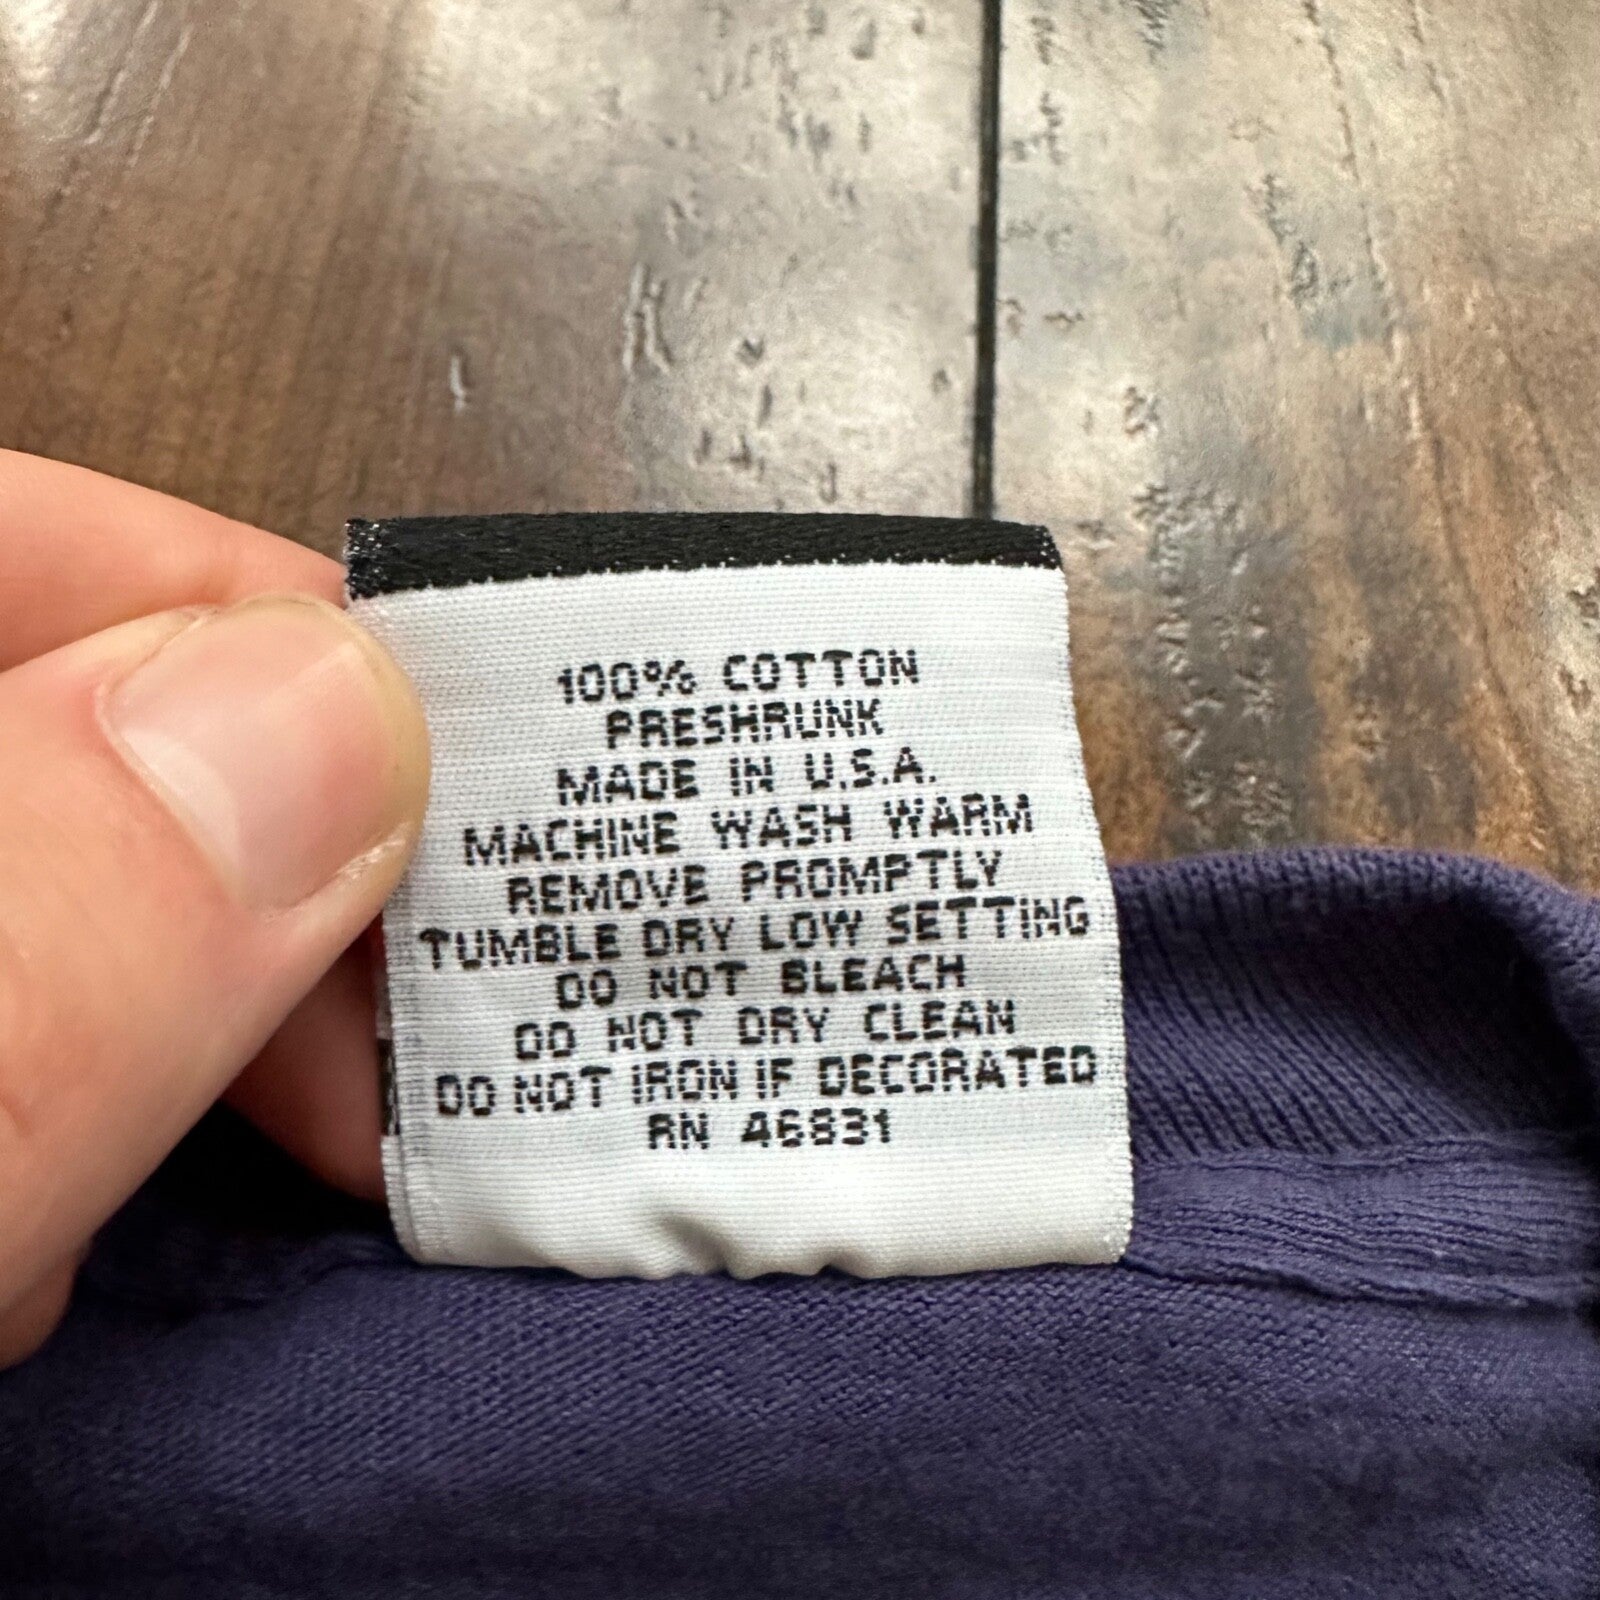 100% COTTON
PRESHRUNK
MADE IN U.S.A.
MACHINE WASH WARM
REMOVE PROMPTLY
TUMBLE DRY LOW SETTING
DO NOT BLEACH
DO NOT DRY CLEAN
DO NOT IRON IF DECORATED
RN 46831